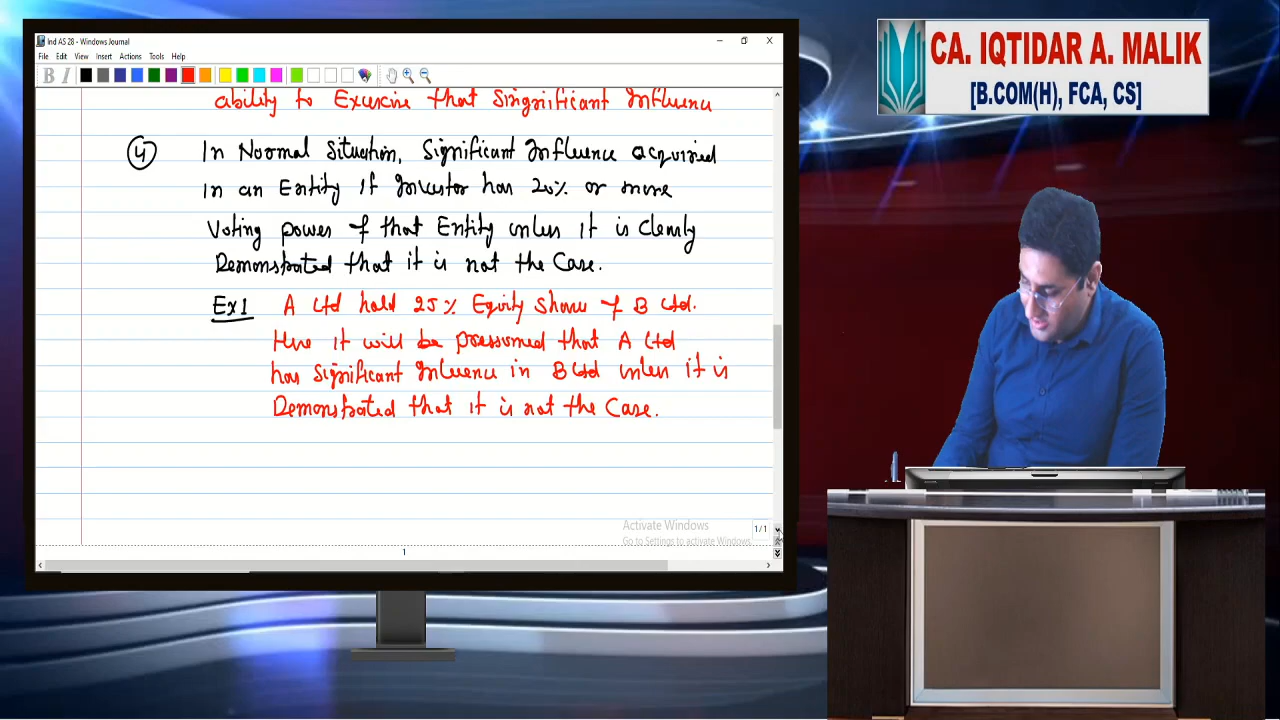 Ind AS 28 - Windows Journal
File Edit View Insert Actions Tools Help
B I
ability to Exercise that Singnificant Influence
4 In Normal Situation, Significant Influence acquired
In an Entity If Investor has 20% or more
Voting power of that Entity unless it is Clearly
Demonstrated that it is not the Case.
Ex1 A Ltd hold 25% Equity Shares of B Ltd.
Here it will be pressumed that A Ltd
has Significant Influence in B Ltd unless it is
Demonstrated that it is not the Case.
Activate Windows
Go to Settings to activate Windows.
1/1
1
CA. IQTIDAR A. MALIK
[B.COM(H), FCA, CS]